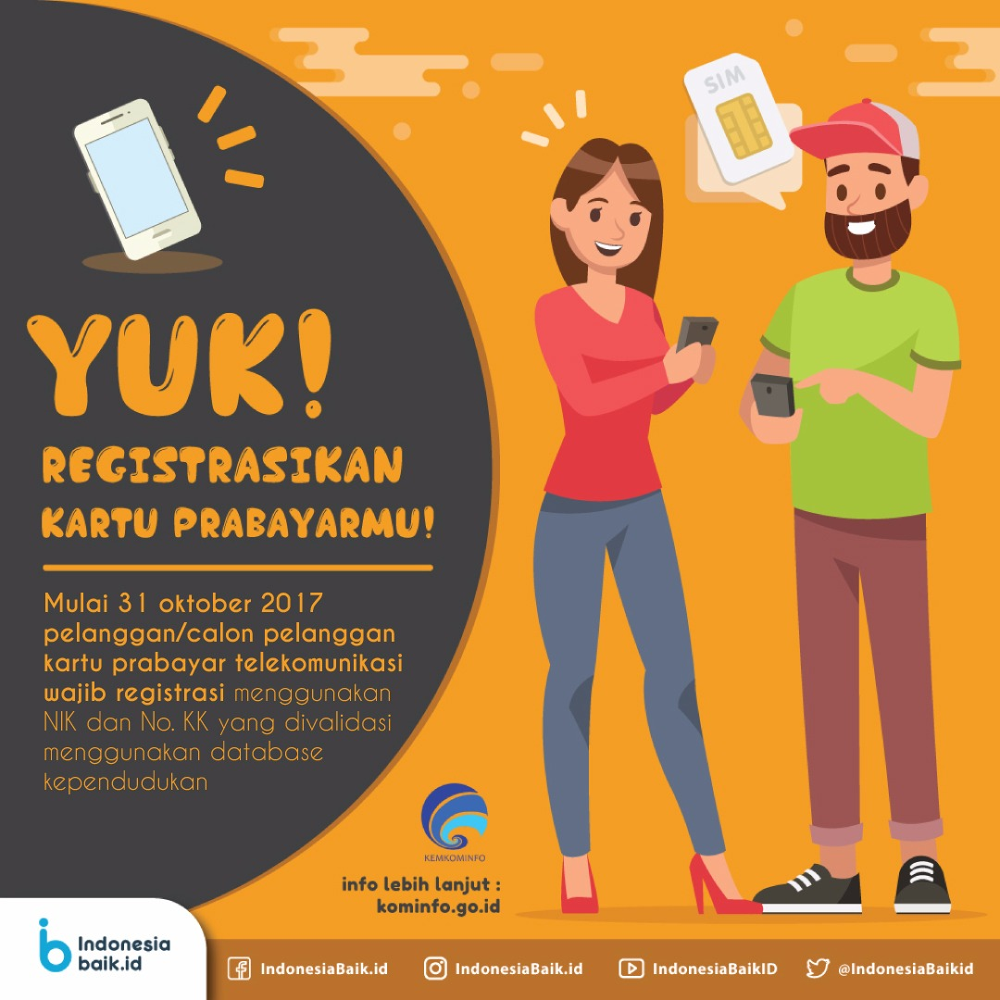 SIM
YUK!
REGISTRASIKAN
KARTU PRABAYARMU!
Mulai 31 oktober 2017
pelanggan/calon pelanggan
kartu prabayar telekomunikasi
wajib registrasi menggunakan
NIK dan No. KK yang divalidasi
menggunakan database
kependudukan
KEMKOMINFO
info lebih lanjut :
kominfo.go.id
Indonesia
baik.id
IndonesiaBaik.id
IndonesiaBaik.id
IndonesiaBaikID
@IndonesiaBaikid